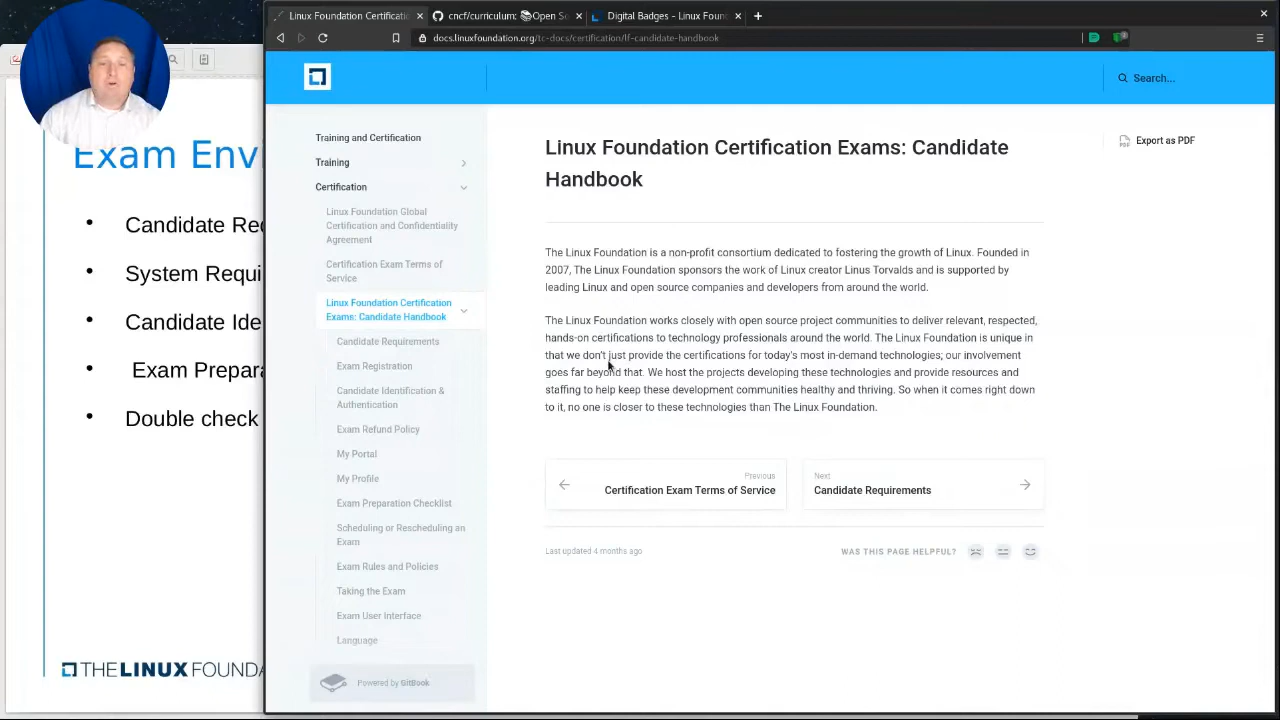 Linux Foundation Certificati
cncf/curriculum: 📚Open So
Digital Badges - Linux Foun
docs.linuxfoundation.org/tc-docs/certification/lf-candidate-handbook
Search...
Exam Env
Candidate Re
System Requi
Candidate Ide
Exam Prepar
Double check
THE LINUX FOUNDA
Training and Certification
Training
Certification
Linux Foundation Global
Certification and Confidentiality
Agreement
Certification Exam Terms of
Service
Linux Foundation Certification
Exams: Candidate Handbook
Candidate Requirements
Exam Registration
Candidate Identification &
Authentication
Exam Refund Policy
My Portal
My Profile
Exam Preparation Checklist
Scheduling or Rescheduling an
Exam
Exam Rules and Policies
Taking the Exam
Exam User Interface
Language
Powered by GitBook
Linux Foundation Certification Exams: Candidate
Handbook
The Linux Foundation is a non-profit consortium dedicated to fostering the growth of Linux. Founded in
2007, The Linux Foundation sponsors the work of Linux creator Linus Torvalds and is supported by
leading Linux and open source companies and developers from around the world.
The Linux Foundation works closely with open source project communities to deliver relevant, respected,
hands-on certifications to technology professionals around the world. The Linux Foundation is unique in
that we don't just provide the certifications for today's most in-demand technologies; our involvement
goes far beyond that. We host the projects developing these technologies and provide resources and
staffing to help keep these development communities healthy and thriving. So when it comes right down
to it, no one is closer to these technologies than The Linux Foundation.
Previous
Certification Exam Terms of Service
Next
Candidate Requirements
Last updated 4 months ago
WAS THIS PAGE HELPFUL?
PDF
Export as PDF